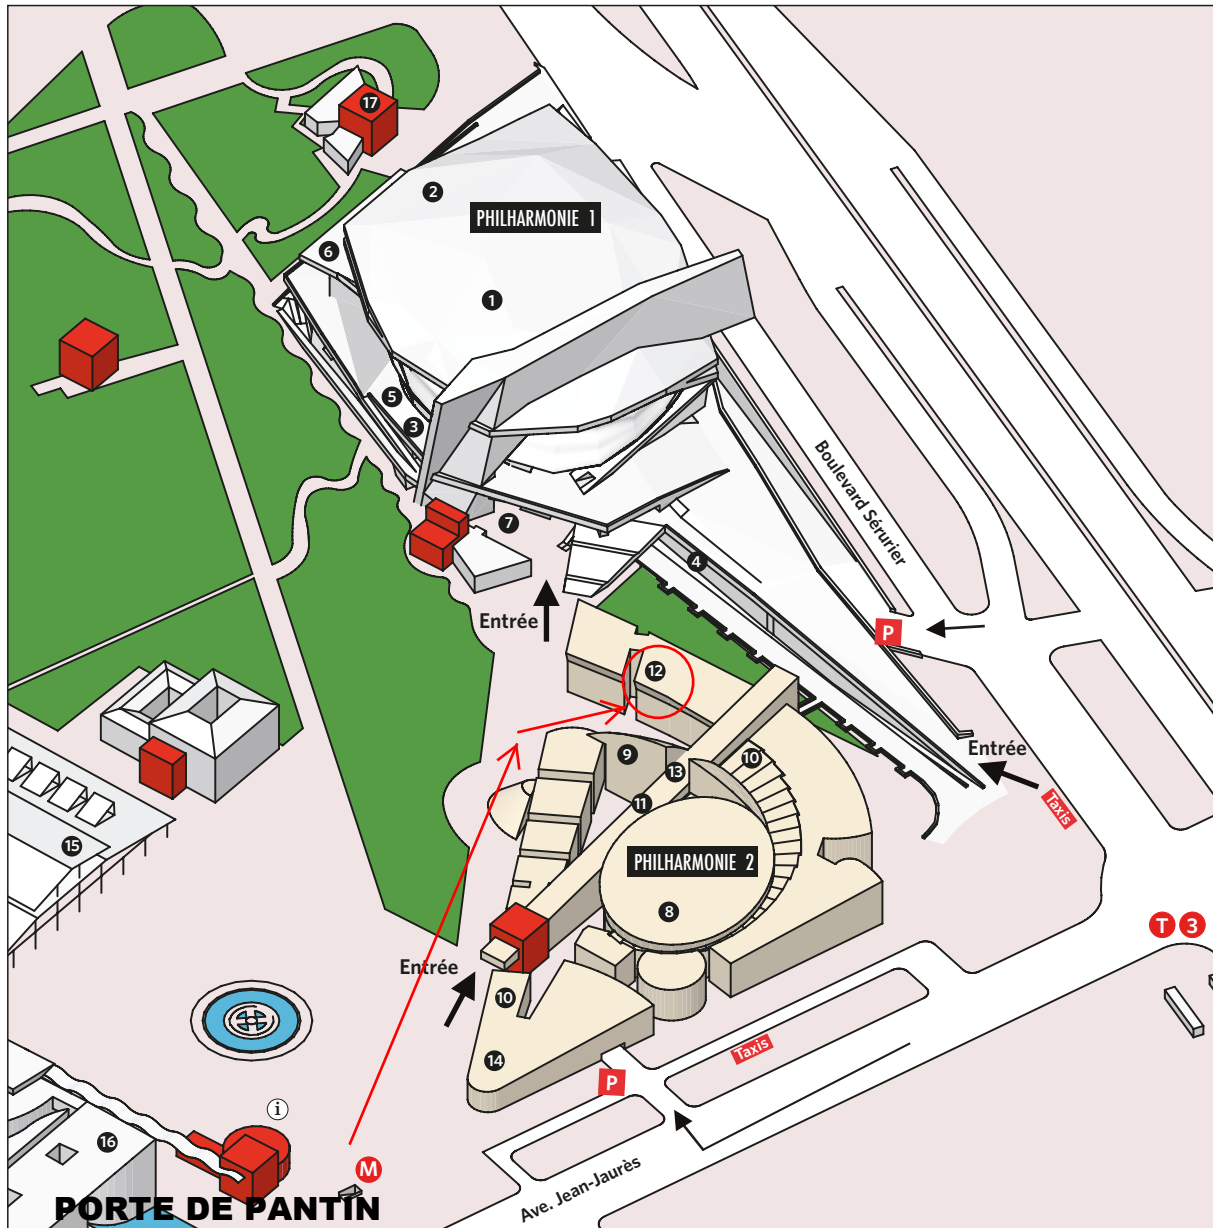 17
2
PHILHARMONIE 1
6
1
5
3
7
4
Boulevard Sérurier
Entrée
P
12
9
13
10
11
Entrée
Taxis
15
PHILHARMONIE 2
8
T 3
Entrée
10
14
Taxis
P
i
16
M
Ave. Jean-Jaurès
PORTE DE PANTIN